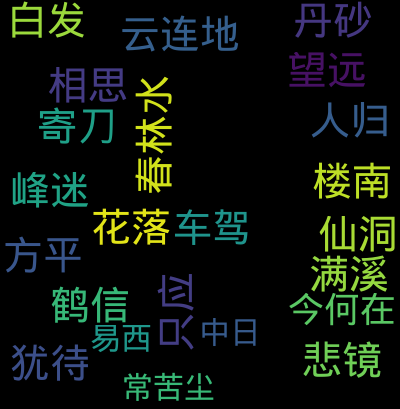 白发
云连地
丹砂
望远
相思
春林水
寄刀
人归
楼南
峰迷
花落
车驾
仙洞
方平
满溪
鹤信
只应
今何在
易西
中日
悲镜
犹待
常苦尘